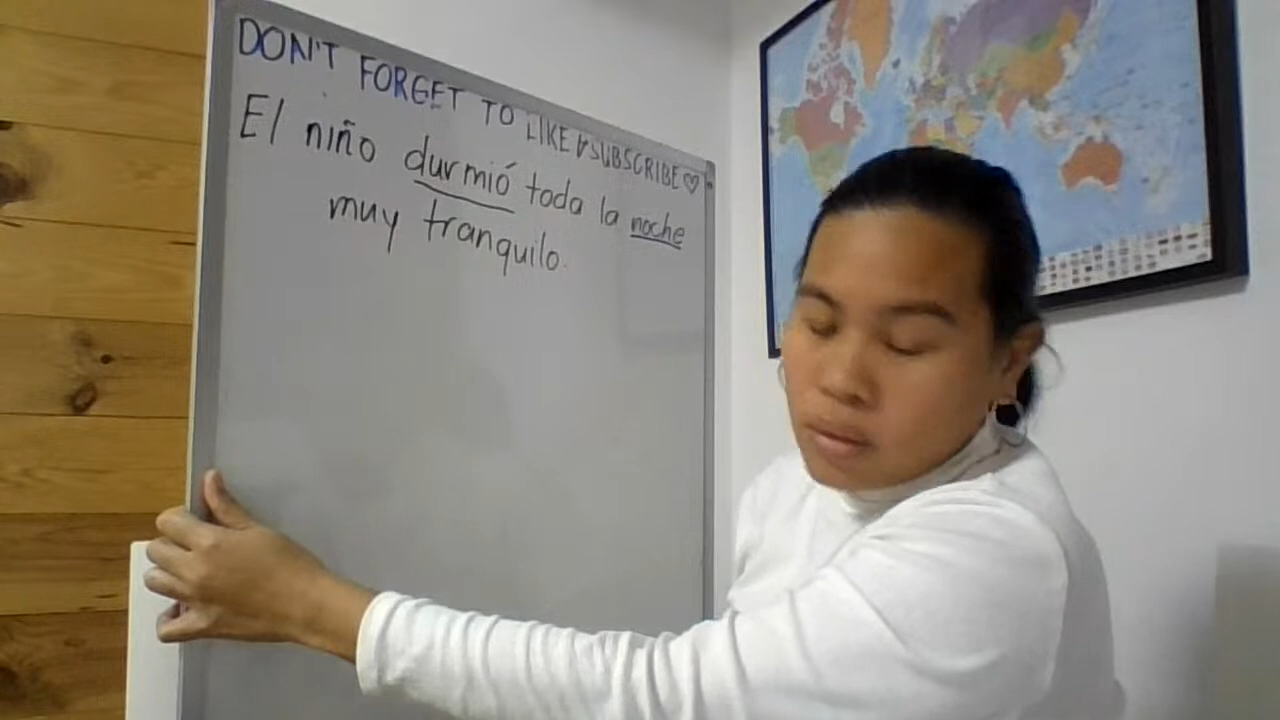 DON'T FORGET TO LIKE & SUBSCRIBE ♡
El niño durmió toda la noche
muy tranquilo.